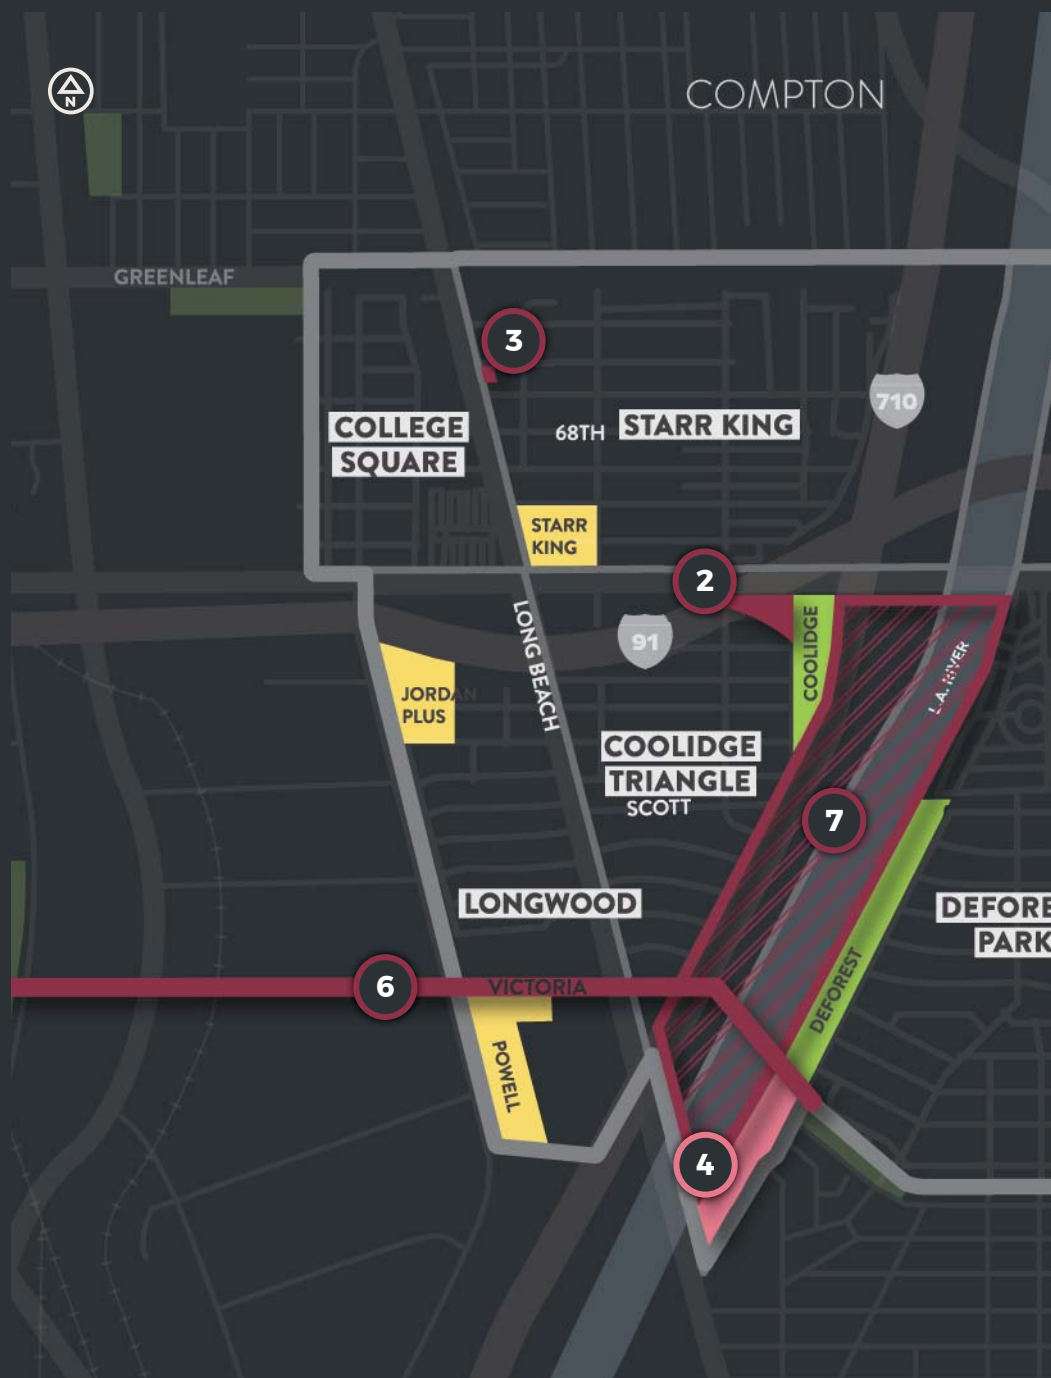 N
COMPTON
GREENLEAF
3
710
COLLEGE
SQUARE
68TH
STARR KING
STARR
KING
2
LONG BEACH
91
COOLIDGE
L.A. RIVER
JORDAN
PLUS
COOLIDGE
TRIANGLE
SCOTT
7
LONGWOOD
DEFORE
PARK
DEFOREST
6
VICTORIA
POWELL
4